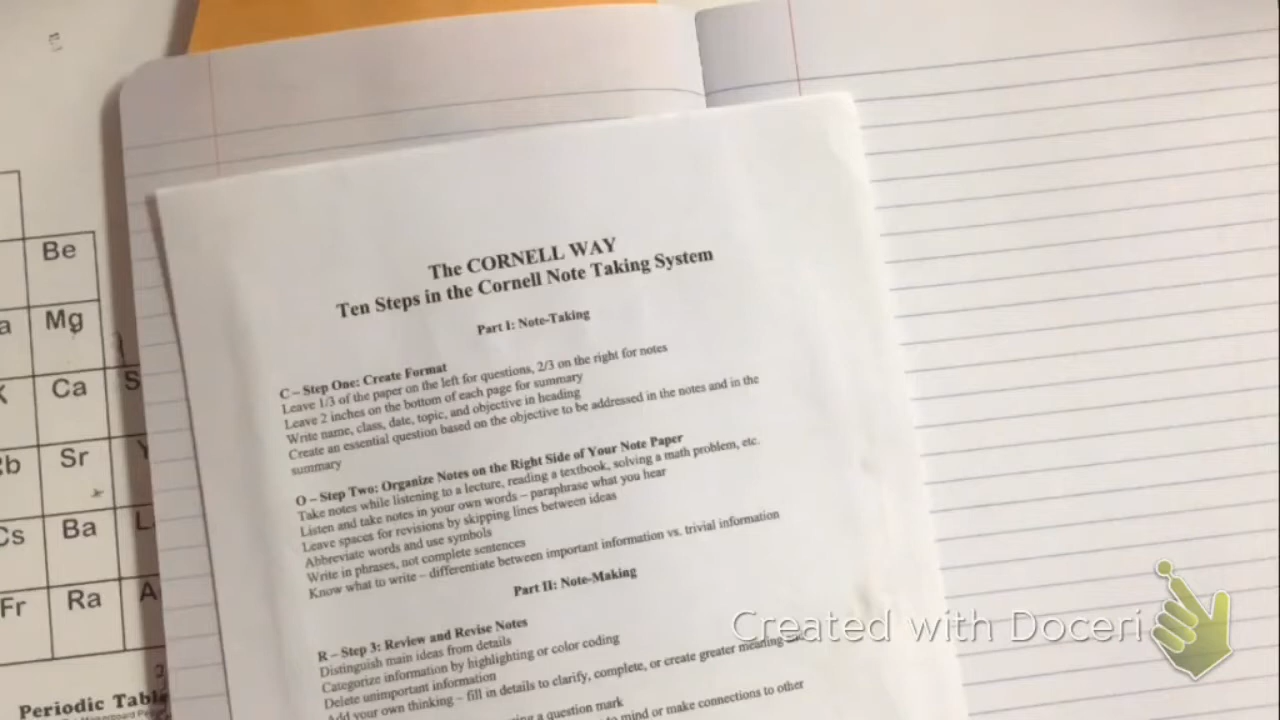 The CORNELL WAY
Ten Steps in the Cornell Note Taking System
Part I: Note-Taking
C – Step One: Create Format
Leave 1/3 of the paper on the left for questions, 2/3 on the right for notes
Leave 2 inches on the bottom of each page for summary
Write name, class, date, topic, and objective in heading
Create an essential question based on the objective to be addressed in the notes and in the
summary
O – Step Two: Organize Notes on the Right Side of Your Note Paper
Take notes while listening to a lecture, reading a textbook, solving a math problem, etc.
Listen and take notes in your own words – paraphrase what you hear
Leave spaces for revisions by skipping lines between ideas
Abbreviate words and use symbols
Write in phrases, not complete sentences
Know what to write – differentiate between important information vs. trivial information
Part II: Note-Making
R – Step 3: Review and Revise Notes
Distinguish main ideas from details
Categorize information by highlighting or color coding
Delete unimportant information
Add your own thinking – fill in details to clarify, complete, or create greater meaning
a question mark
to mind or make connections to other
Be
Mg
Ca
Sr
Ba
Fr Ra
Periodic Tabl
Created with Doceri